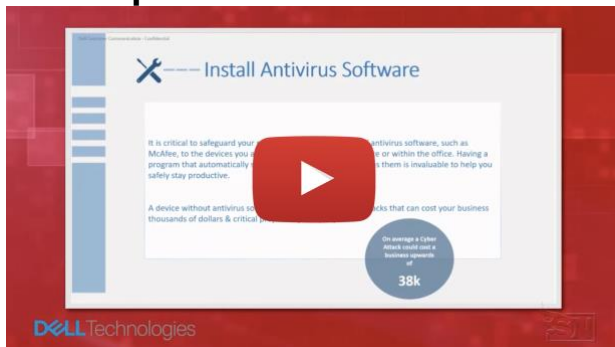 Install Antivirus Software
It is critical to safeguard your antivirus software, such as
McAfee, to the devices you a e or within the office. Having a
program that automatically s them is invaluable to help you
safely stay productive.
A device without antivirus so cks that can cost your business
thousands of dollars & critical
On average a Cyber
Attack could cost a
business upwards
of
38k
DELLTechnologies